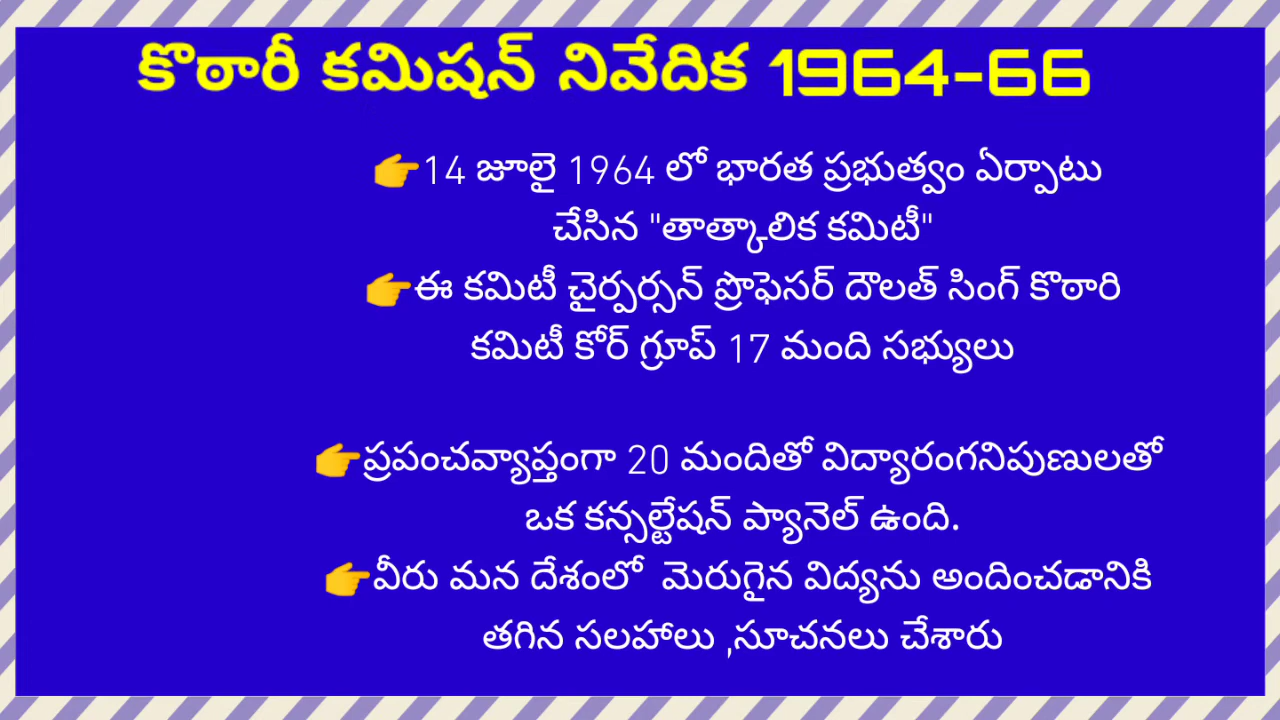 కొఠారీ కమిషన్ నివేదిక 1964-66
👉14 జూలై 1964 లో భారత ప్రభుత్వం ఏర్పాటు
చేసిన "తాత్కాలిక కమిటీ"
👉ఈ కమిటీ చైర్పర్సన్ ప్రొఫెసర్ దౌలత్ సింగ్ కొఠారి
కమిటీ కోర్ గ్రూప్ 17 మంది సభ్యులు
👉ప్రపంచవ్యాప్తంగా 20 మందితో విద్యారంగనిపుణులతో
ఒక కన్సల్టేషన్ ప్యానెల్ ఉంది.
👉వీరు మన దేశంలో మెరుగైన విద్యను అందించడానికి
తగిన సలహాలు ,సూచనలు చేశారు